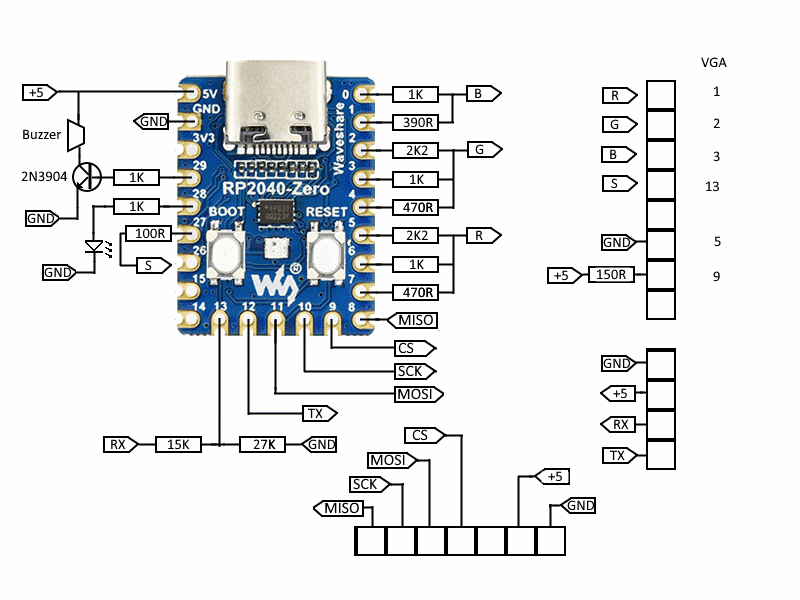 VGA
+5
5V
0
1K
B
R
1
GND
GND
1
390R
G
2
Buzzer
3V3
Waveshare
2
2K2
G
B
3
2N3904
1K
29
RP2040-Zero
3
1K
S
13
1K
28
4
470R
GND
BOOT
RESET
100R
27
5
2K2
R
GND
5
S
26
6
1K
+5
150R
9
GND
15
®
7
470R
14
13
12
11
10
9
8
MISO
CS
GND
SCK
+5
MOSI
TX
RX
RX
15K
27K
GND
CS
TX
MOSI
+5
SCK
MISO
GND